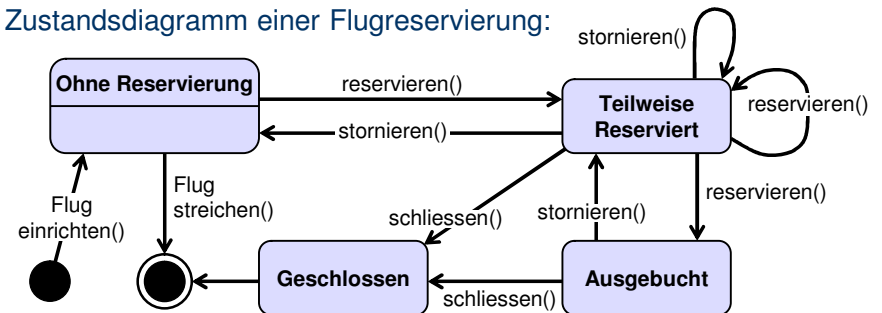 Zustandsdiagramm einer Flugreservierung:
stornieren()
Ohne Reservierung
reservieren()
Teilweise
Reserviert
reservieren()
stornieren()
Flug
einrichten()
Flug
streichen()
schliessen()
stornieren()
reservieren()
Geschlossen
schliessen()
Ausgebucht